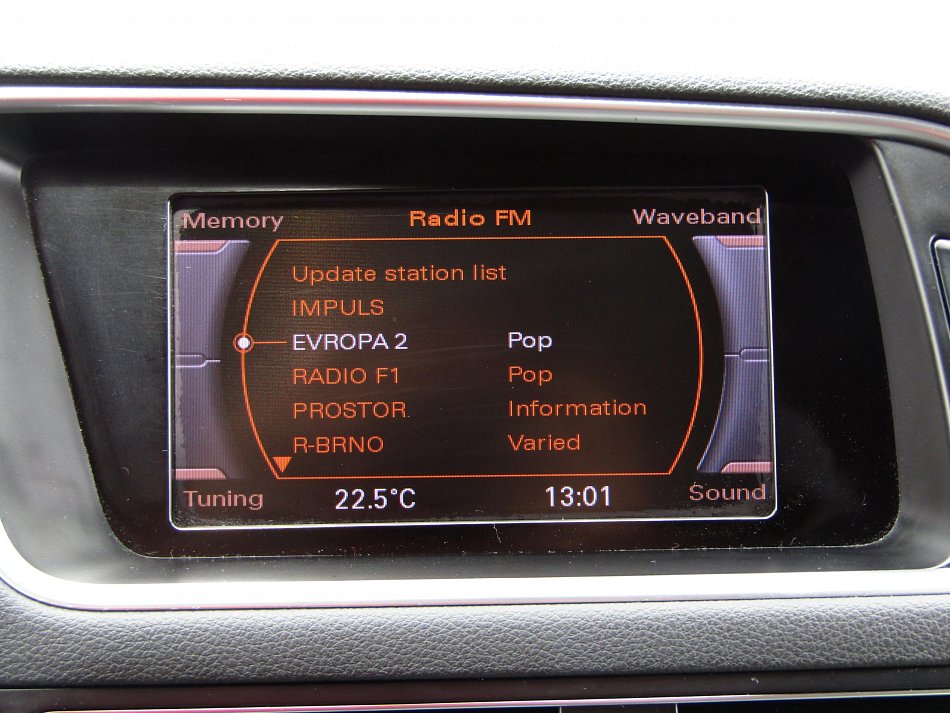 Memory Radio FM Waveband
Update station list
IMPULS
EVROPA 2 Pop
RADIO F1 Pop
PROSTOR Information
R-BRNO Varied
Tuning 22.5°C 13:01 Sound